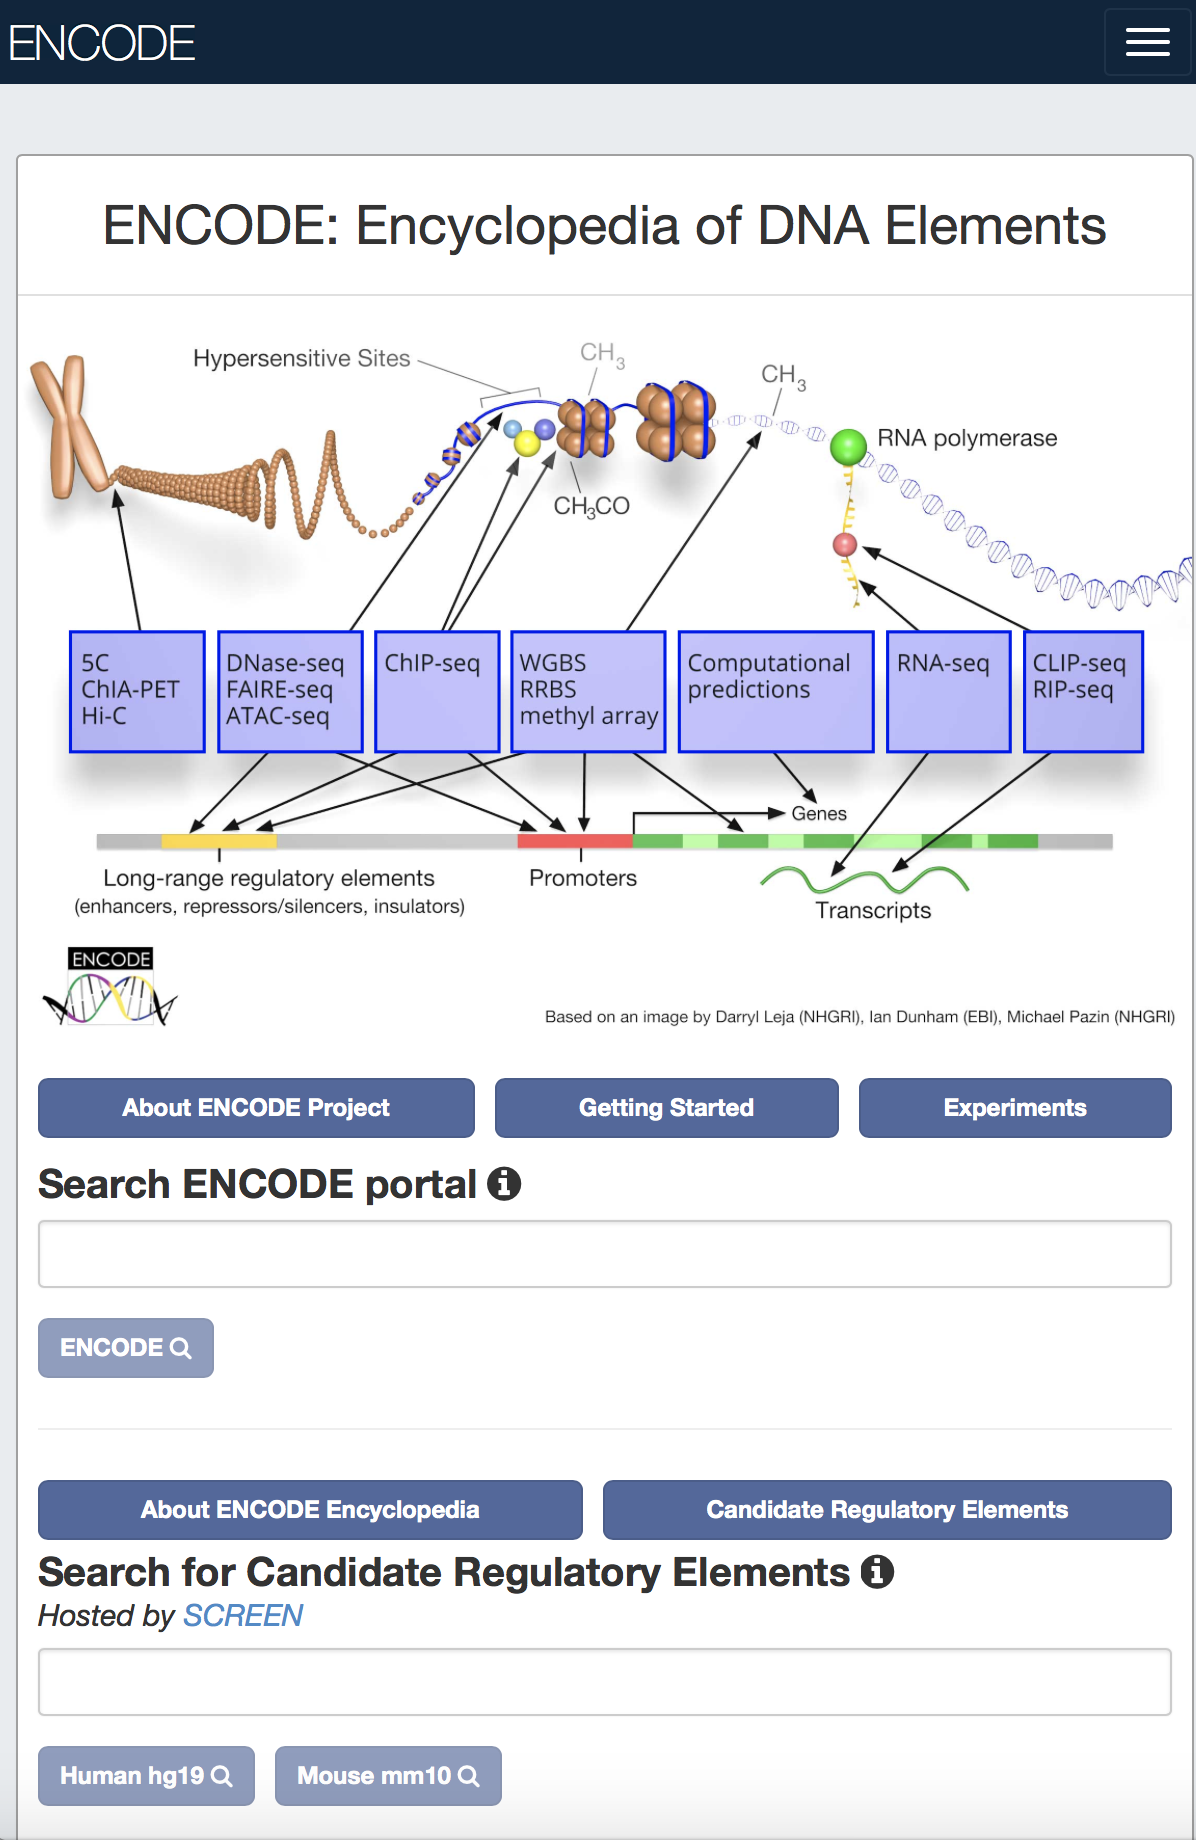 ENCODE
ENCODE: Encyclopedia of DNA Elements
Hypersensitive Sites
CH3
CH3
RNA polymerase
CH3CO
5C
ChIA-PET
Hi-C
DNase-seq
FAIRE-seq
ATAC-seq
ChIP-seq
WGBS
RRBS
methyl array
Computational
predictions
RNA-seq
CLIP-seq
RIP-seq
Genes
Long-range regulatory elements
(enhancers, repressors/silencers, insulators)
Promoters
Transcripts
ENCODE
Based on an image by Darryl Leja (NHGRI), Ian Dunham (EBI), Michael Pazin (NHGRI)
About ENCODE Project
Getting Started
Experiments
Search ENCODE portal
ENCODE
About ENCODE Encyclopedia
Candidate Regulatory Elements
Search for Candidate Regulatory Elements
Hosted by SCREEN
Human hg19
Mouse mm10